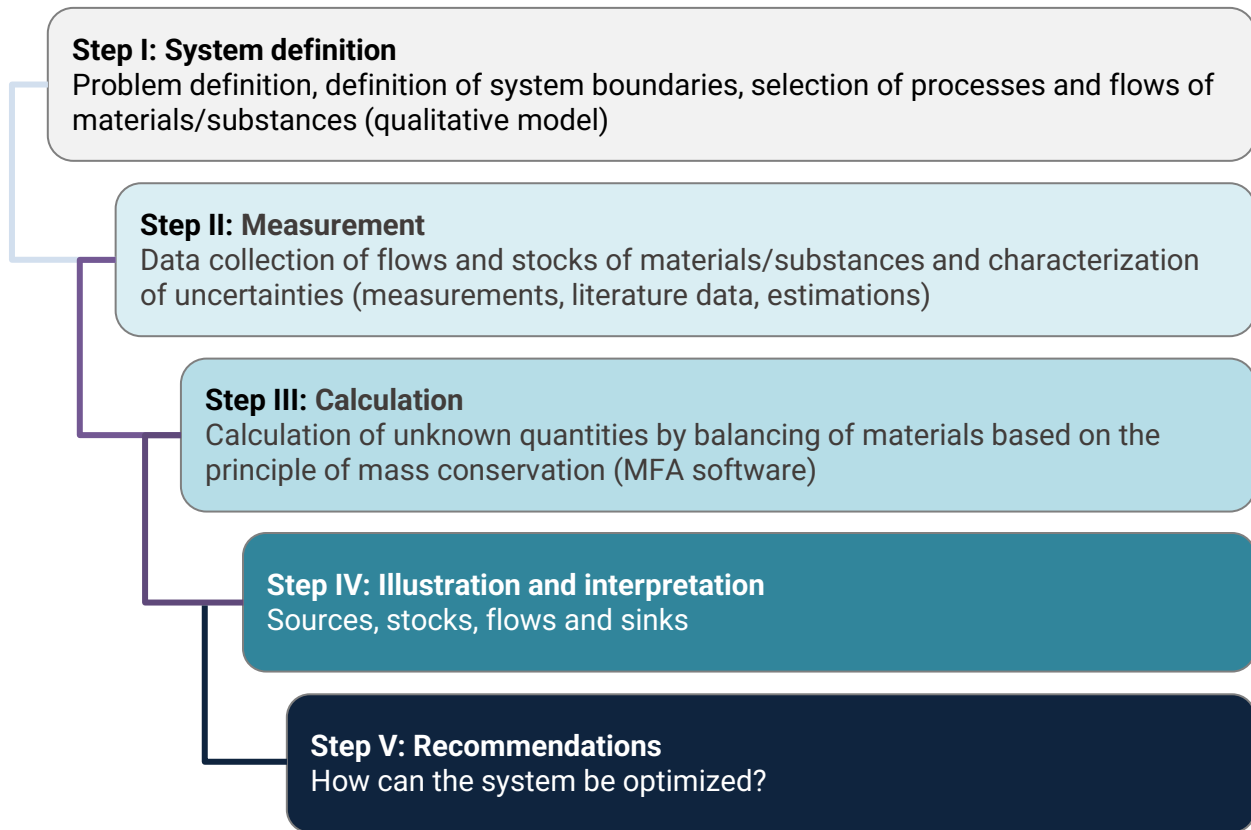 Step I: System definition
Problem definition, definition of system boundaries, selection of processes and flows of
materials/substances (qualitative model)
Step II: Measurement
Data collection of flows and stocks of materials/substances and characterization
of uncertainties (measurements, literature data, estimations)
Step III: Calculation
Calculation of unknown quantities by balancing of materials based on the
principle of mass conservation (MFA software)
Step IV: Illustration and interpretation
Sources, stocks, flows and sinks
Step V: Recommendations
How can the system be optimized?